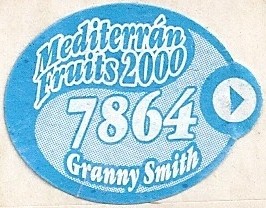 Mediterrán
Fruits 2000
7864
Granny Smith